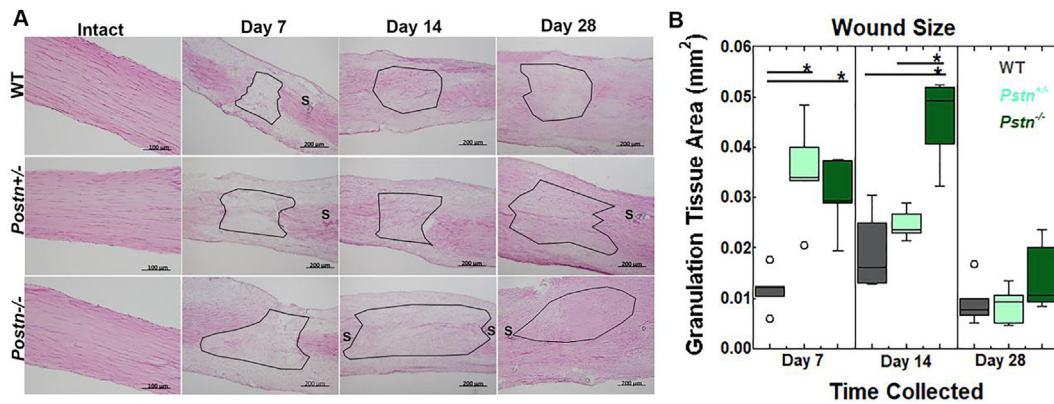 A
Intact
Day 7
Day 14
Day 28
WT
S
100 µm
200 µm
200 µm
200 µm
Postn+/-
S
S
100 µm
200 µm
200 µm
200 µm
Postn-/-
S
S
S
100 µm
200 µm
200 µm
200 µm
B
Wound Size
Granulation Tissue Area (mm2)
0.06
0.05
0.04
0.03
0.02
0.01
0.00
*
*
*
*
WT
Pstn+/-
Pstn-/-
Day 7
Day 14
Day 28
Time Collected